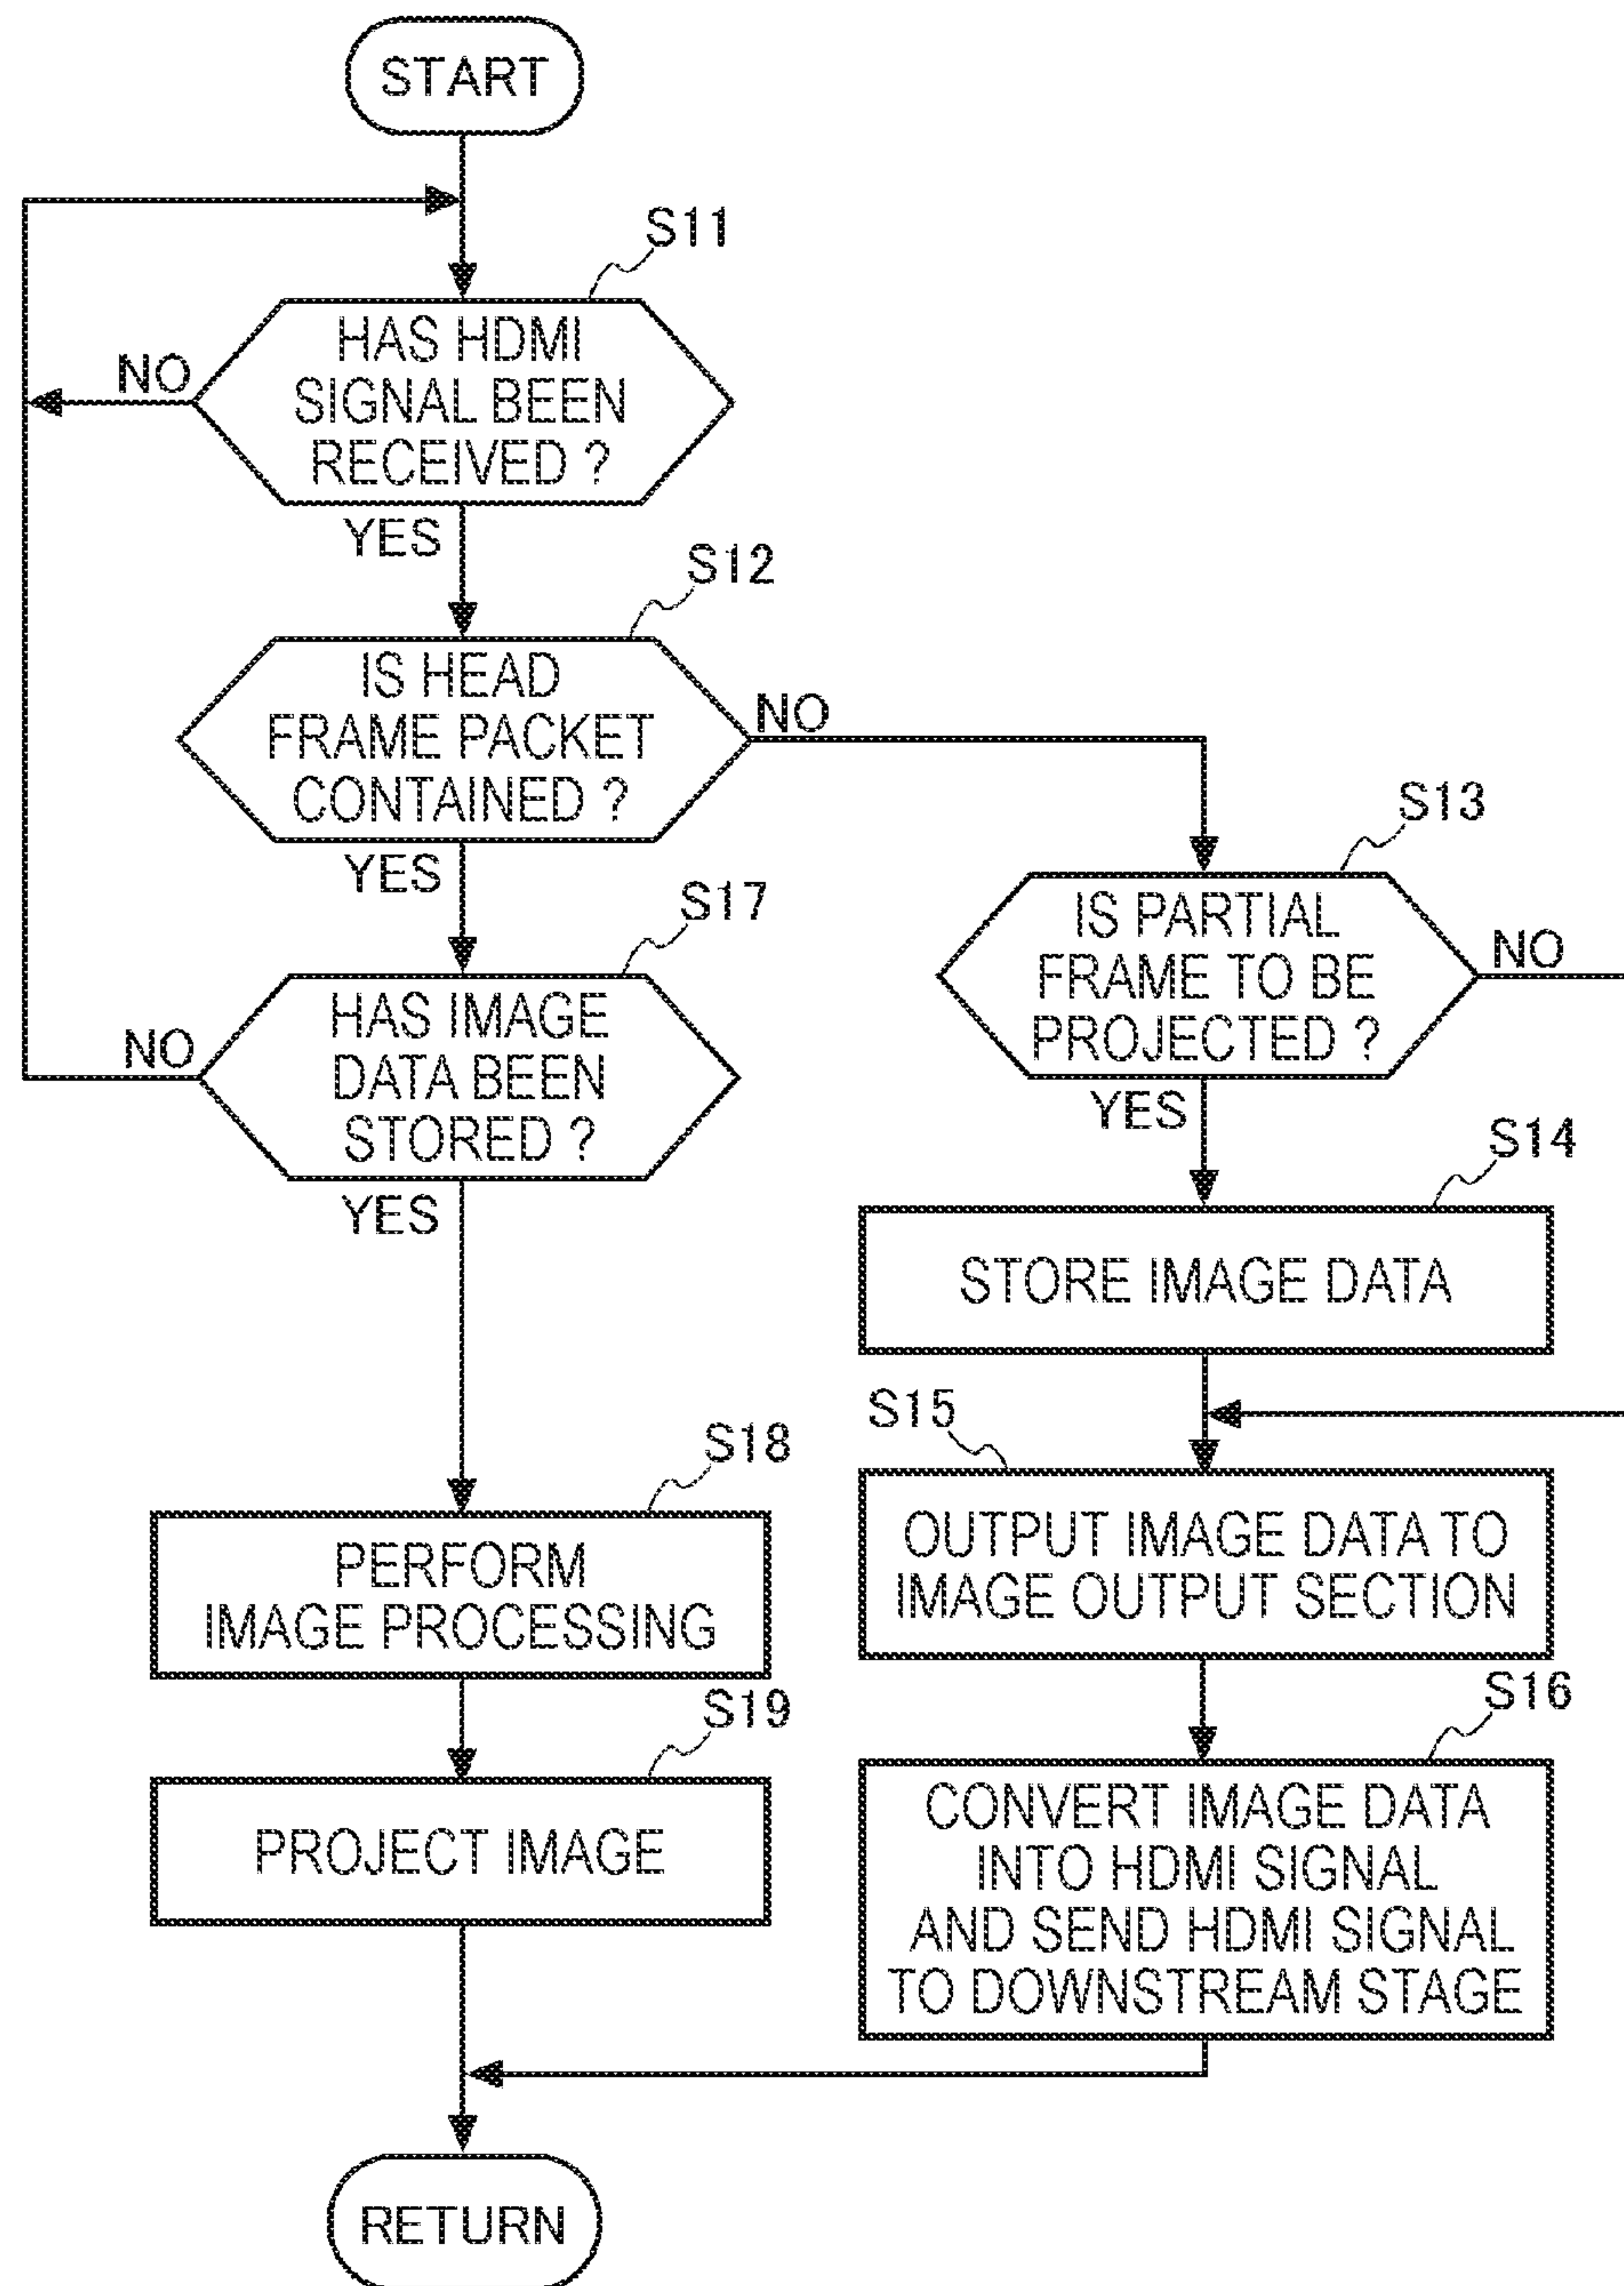 START
S11
HAS HDMI
SIGNAL BEEN
RECEIVED ?
NO
YES
S12
IS HEAD
FRAME PACKET
CONTAINED ?
NO
YES
S13
IS PARTIAL
FRAME TO BE
PROJECTED ?
NO
YES
S17
HAS IMAGE
DATA BEEN
STORED ?
NO
YES
S14
STORE IMAGE DATA
S15
OUTPUT IMAGE DATA TO
IMAGE OUTPUT SECTION
S18
PERFORM
IMAGE PROCESSING
S16
CONVERT IMAGE DATA
INTO HDMI SIGNAL
AND SEND HDMI SIGNAL
TO DOWNSTREAM STAGE
S19
PROJECT IMAGE
RETURN